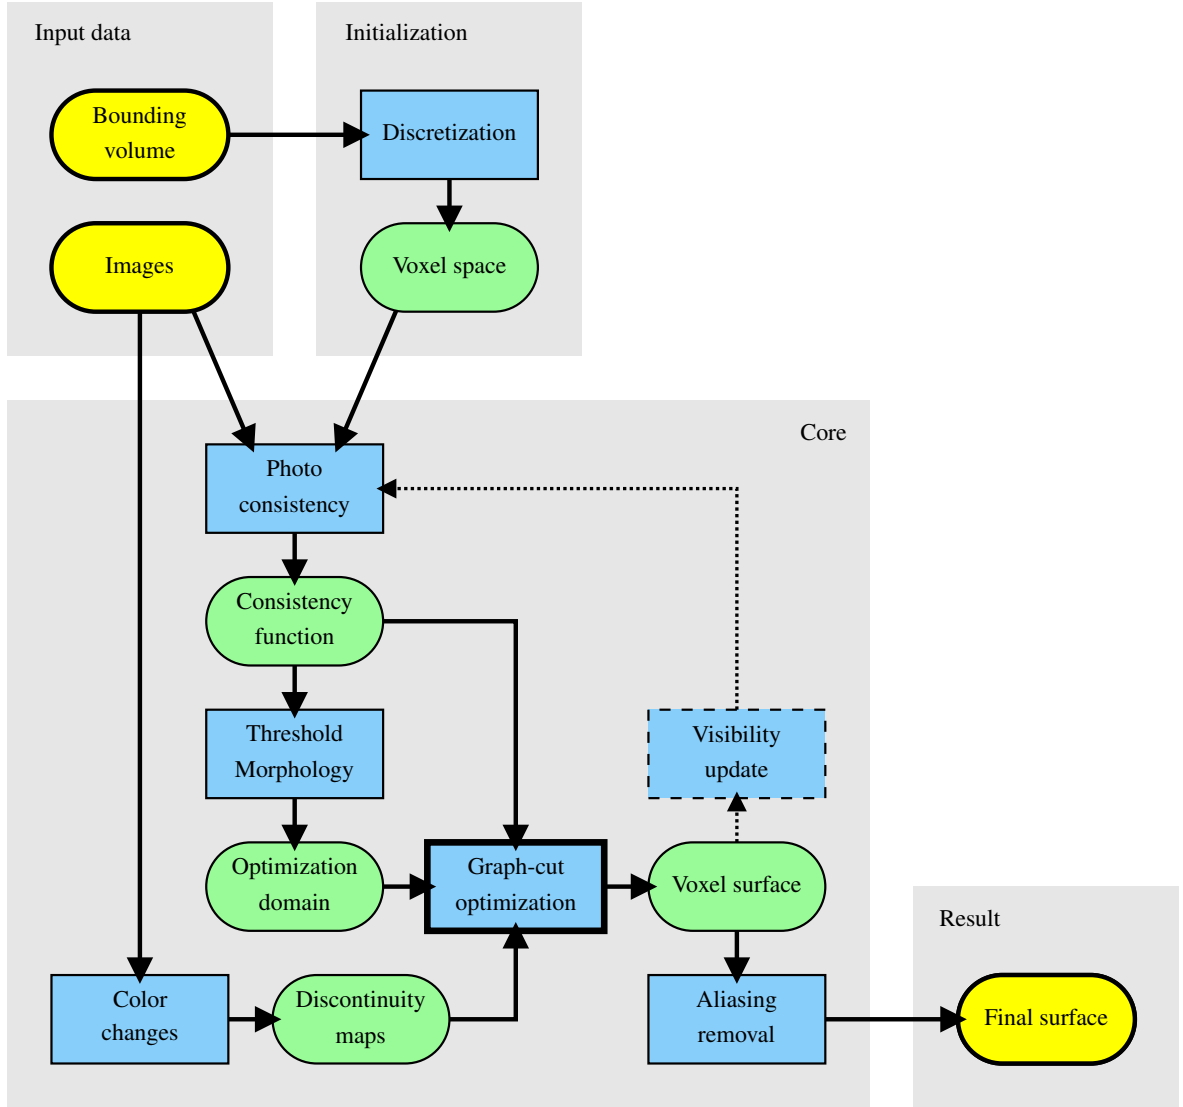 Input data
Initialization
Bounding
volume
Discretization
Images
Voxel space
Core
Photo
consistency
Consistency
function
Threshold
Morphology
Visibility
update
Optimization
domain
Graph-cut
optimization
Voxel surface
Result
Color
changes
Discontinuity
maps
Aliasing
removal
Final surface